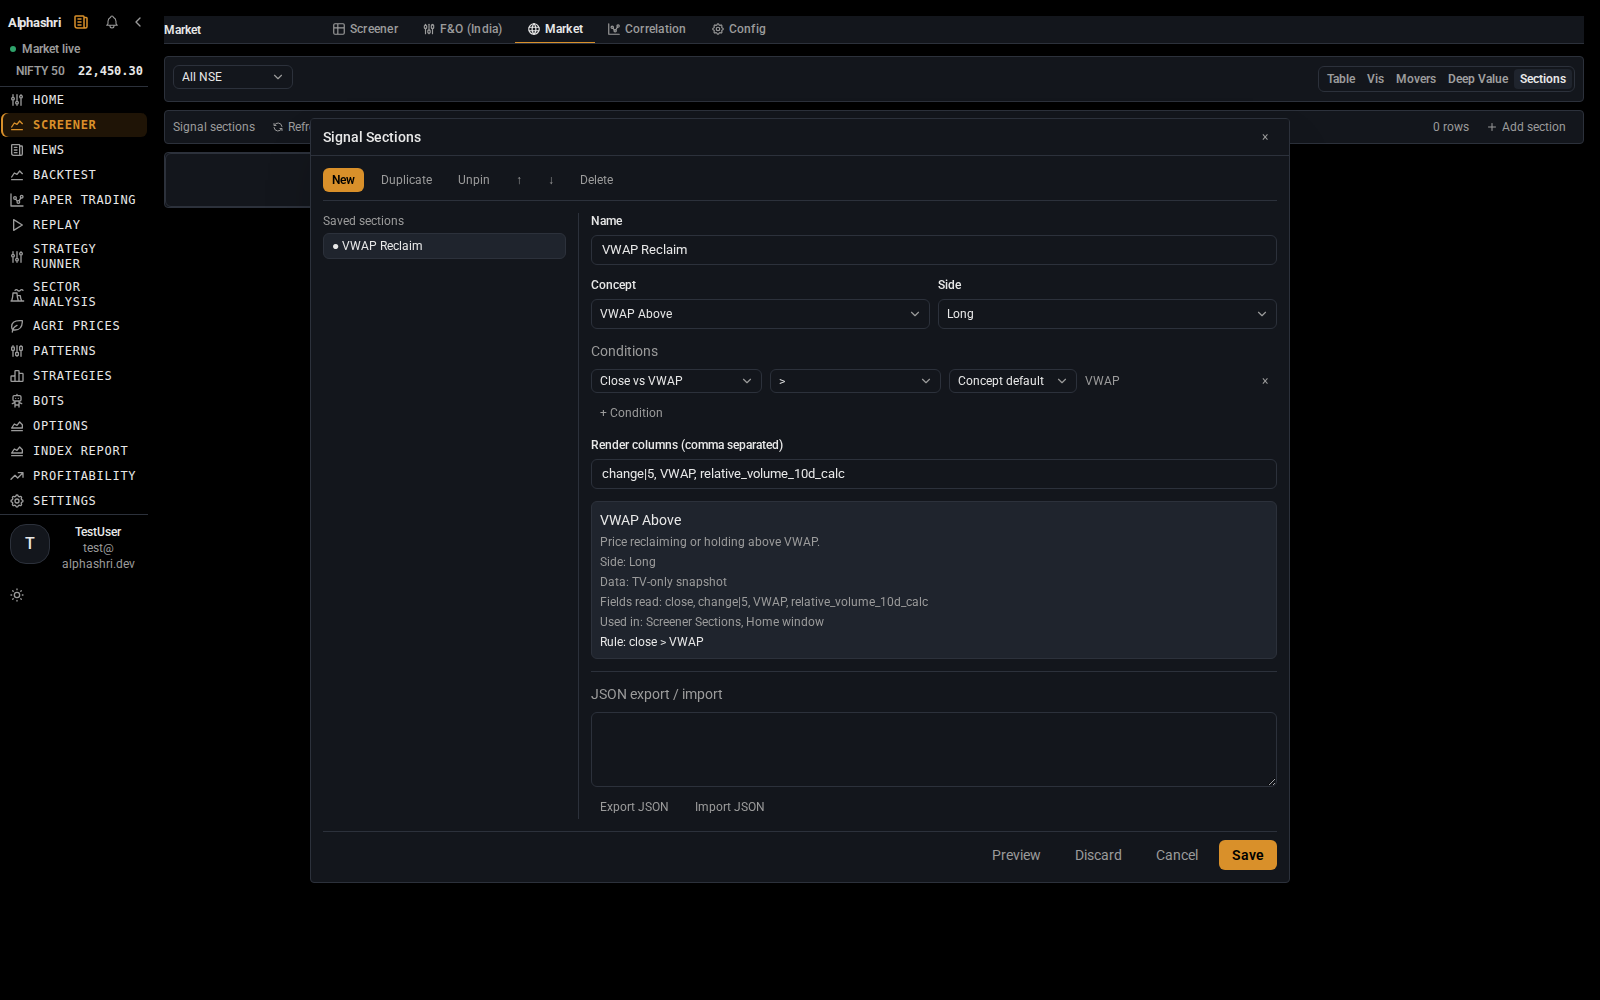 Alphashri
Market live
NIFTY 50 22,450.30
HOME
SCREENER
NEWS
BACKTEST
PAPER TRADING
REPLAY
STRATEGY
RUNNER
SECTOR
ANALYSIS
AGRI PRICES
PATTERNS
STRATEGIES
BOTS
OPTIONS
INDEX REPORT
PROFITABILITY
SETTINGS
T
TestUser
test@
alphashri.dev
Market
Screener
F&O (India)
Market
Correlation
Config
All NSE
Table
Vis
Movers
Deep Value
Sections
Signal sections
0 rows
+ Add section
Signal Sections
×
New
Duplicate
Unpin
↑
↓
Delete
Saved sections
● VWAP Reclaim
Name
VWAP Reclaim
Concept
Side
VWAP Above
Long
Conditions
Close vs VWAP
>
Concept default
VWAP
×
+ Condition
Render columns (comma separated)
change|5, VWAP, relative_volume_10d_calc
VWAP Above
Price reclaiming or holding above VWAP.
Side: Long
Data: TV-only snapshot
Fields read: close, change|5, VWAP, relative_volume_10d_calc
Used in: Screener Sections, Home window
Rule: close > VWAP
JSON export / import
Export JSON
Import JSON
Preview
Discard
Cancel
Save